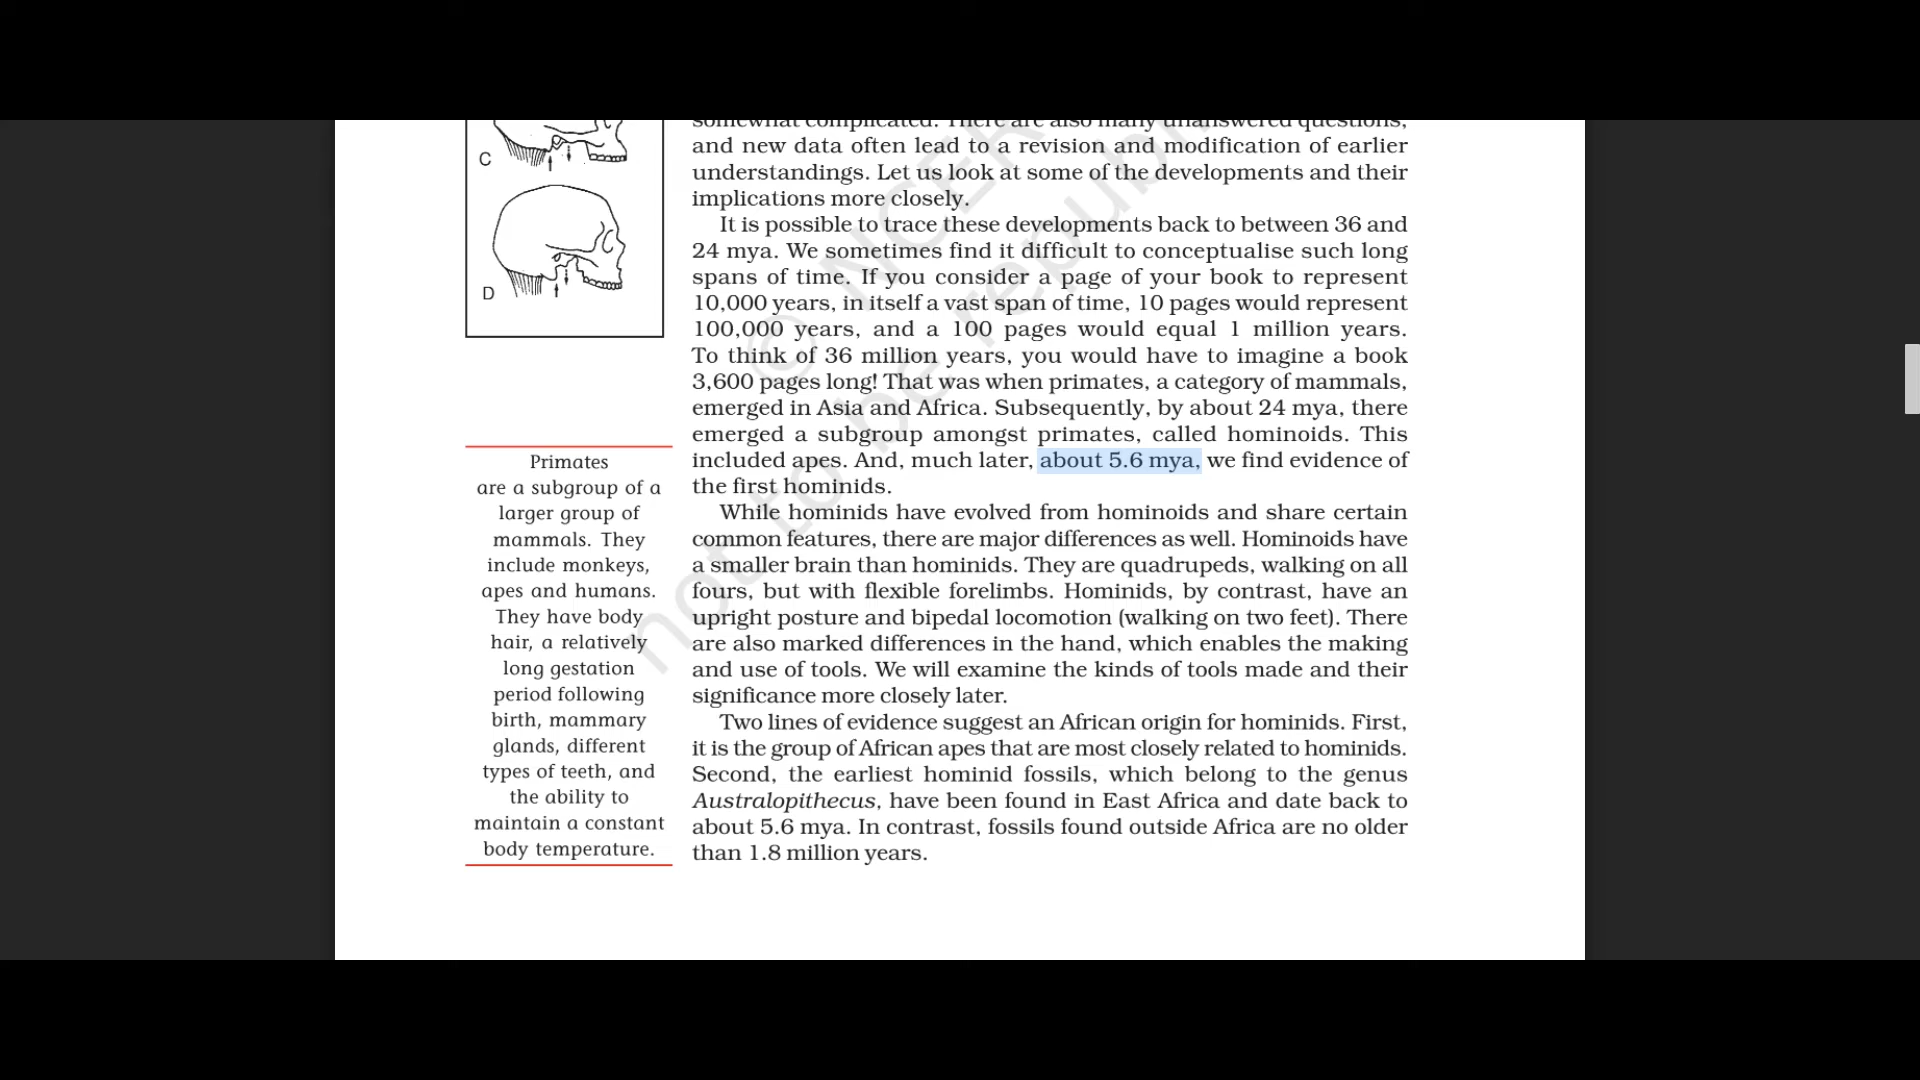 C
D
somewhat complicated. There are also many unanswered questions,
and new data often lead to a revision and modification of earlier
understandings. Let us look at some of the developments and their
implications more closely.
It is possible to trace these developments back to between 36 and
24 mya. We sometimes find it difficult to conceptualise such long
spans of time. If you consider a page of your book to represent
10,000 years, in itself a vast span of time, 10 pages would represent
100,000 years, and a 100 pages would equal 1 million years.
To think of 36 million years, you would have to imagine a book
3,600 pages long! That was when primates, a category of mammals,
emerged in Asia and Africa. Subsequently, by about 24 mya, there
emerged a subgroup amongst primates, called hominoids. This
included apes. And, much later, about 5.6 mya, we find evidence of
the first hominids.
While hominids have evolved from hominoids and share certain
common features, there are major differences as well. Hominoids have
a smaller brain than hominids. They are quadrupeds, walking on all
fours, but with flexible forelimbs. Hominids, by contrast, have an
upright posture and bipedal locomotion (walking on two feet). There
are also marked differences in the hand, which enables the making
and use of tools. We will examine the kinds of tools made and their
significance more closely later.
Two lines of evidence suggest an African origin for hominids. First,
it is the group of African apes that are most closely related to hominids.
Second, the earliest hominid fossils, which belong to the genus
Australopithecus, have been found in East Africa and date back to
about 5.6 mya. In contrast, fossils found outside Africa are no older
than 1.8 million years.
Primates
are a subgroup of a
larger group of
mammals. They
include monkeys,
apes and humans.
They have body
hair, a relatively
long gestation
period following
birth, mammary
glands, different
types of teeth, and
the ability to
maintain a constant
body temperature.
© NCER
not to be republ